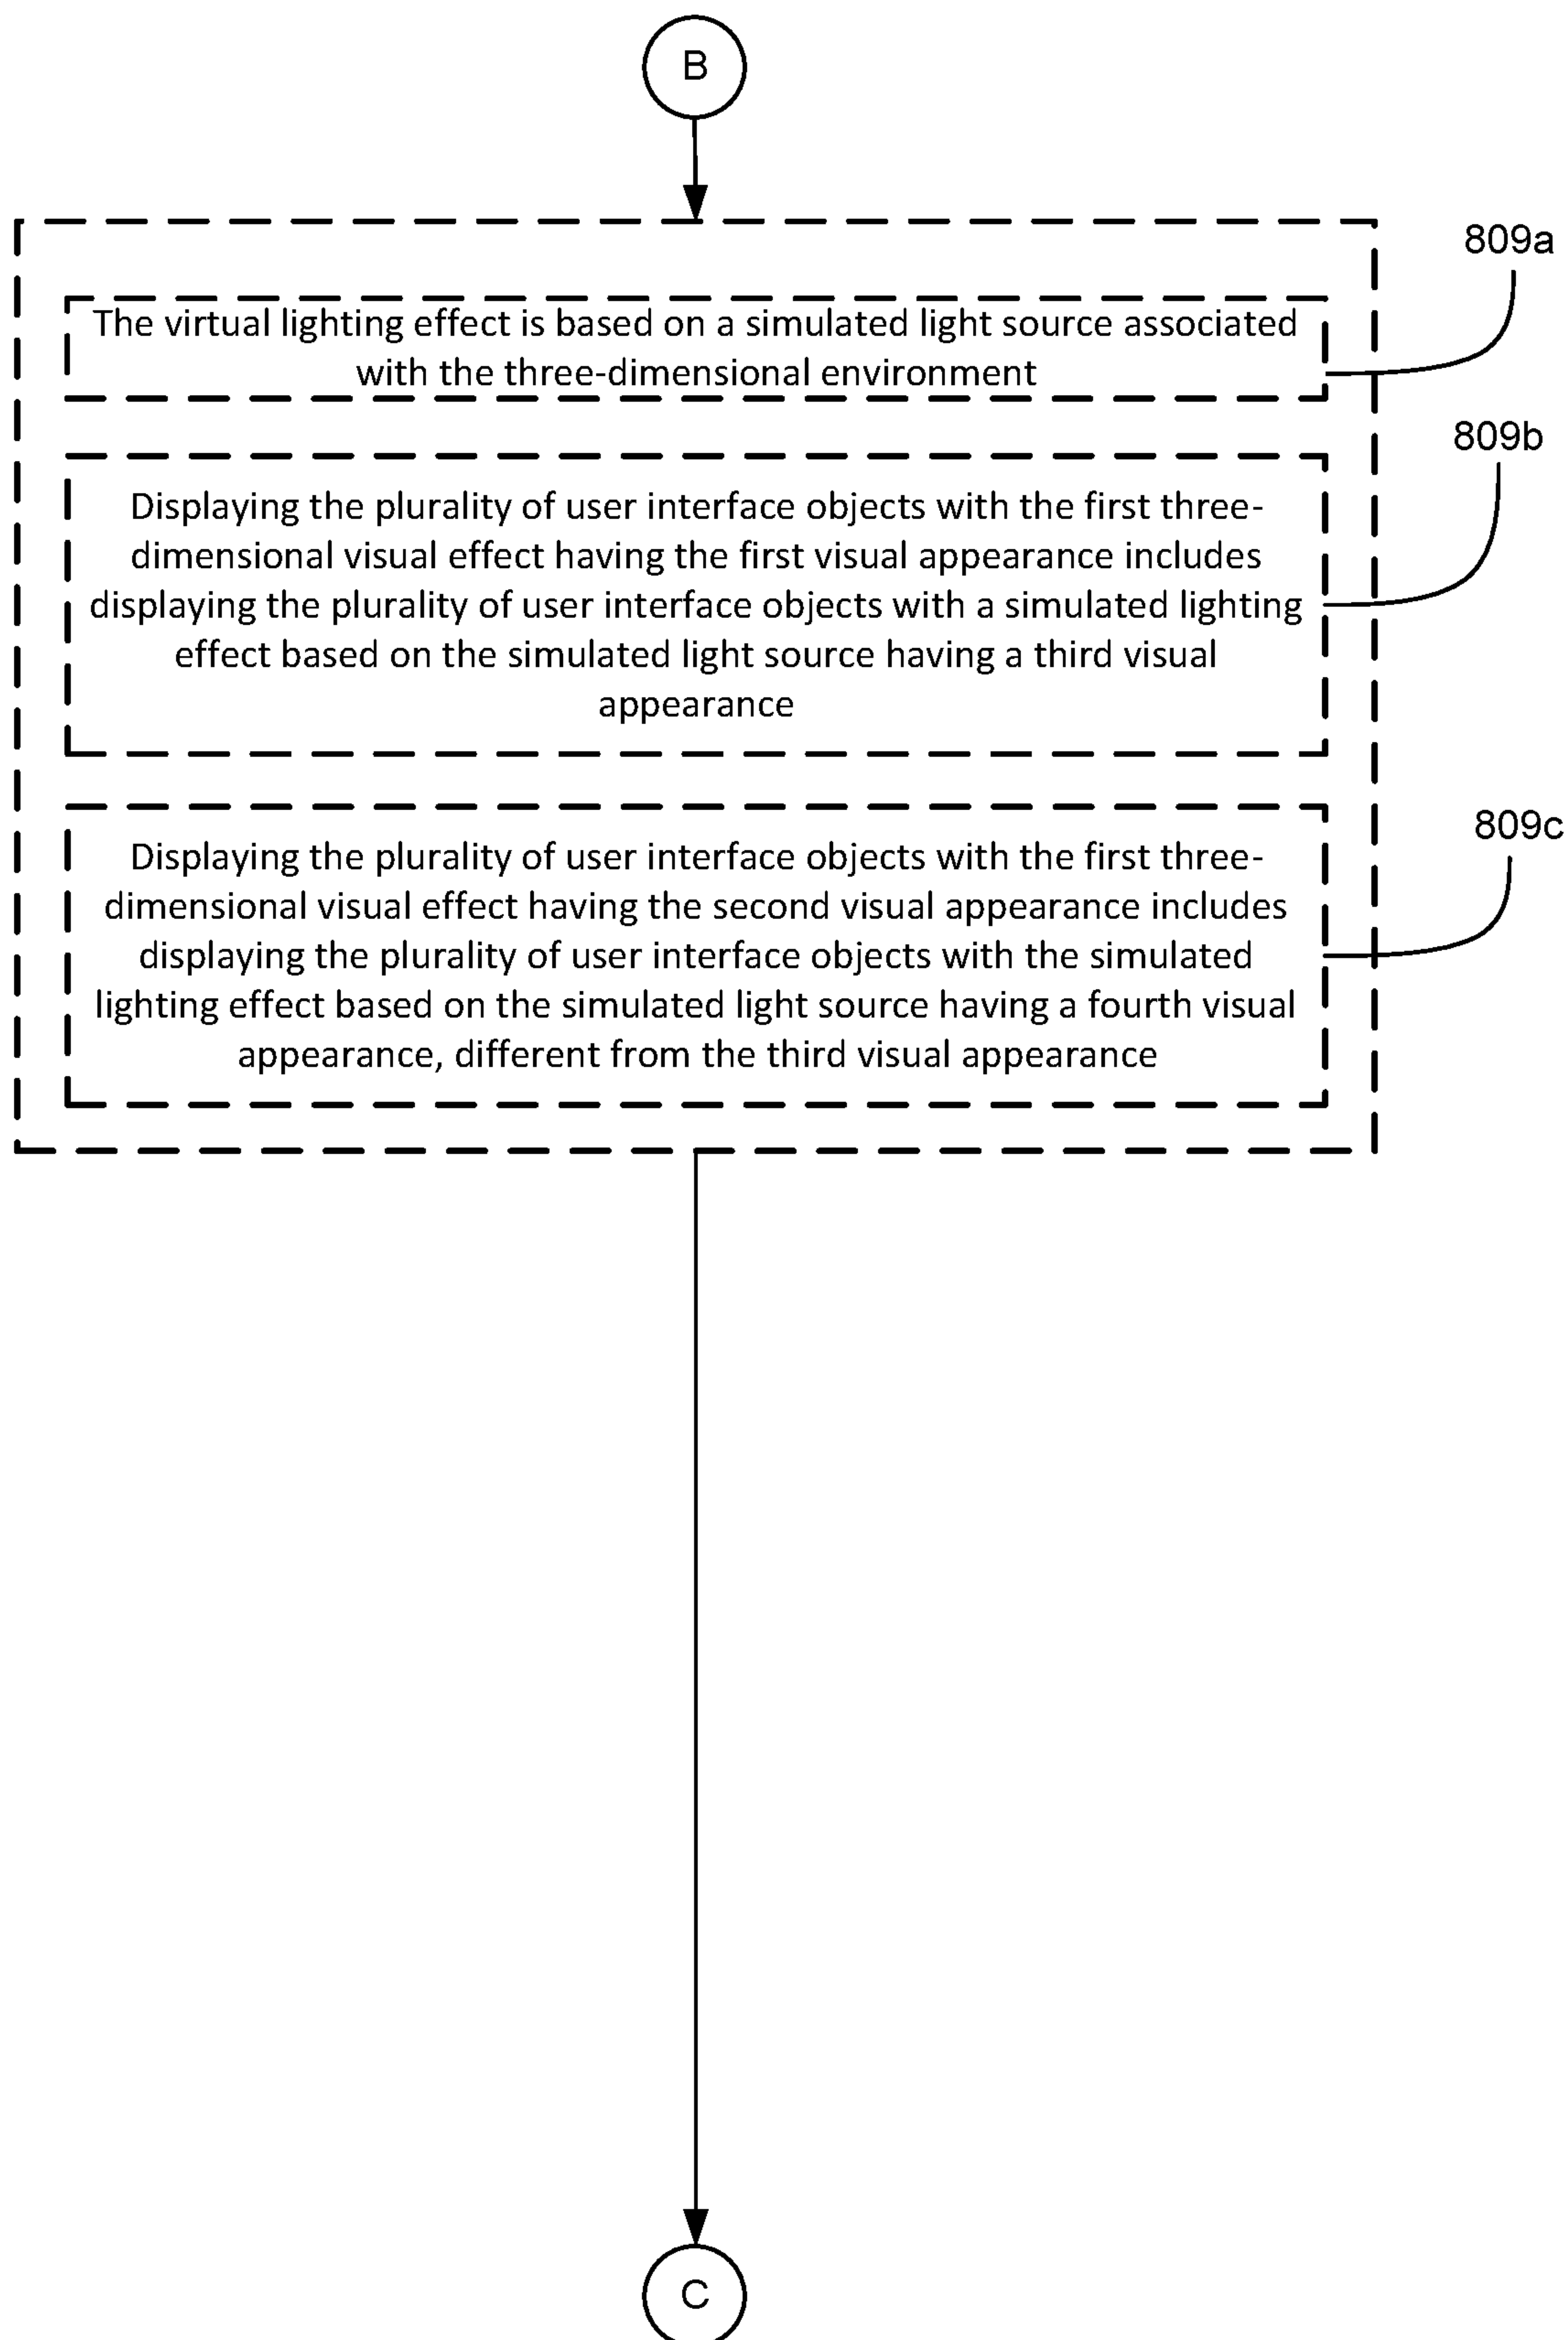 B
809a
The virtual lighting effect is based on a simulated light source associated
with the three-dimensional environment
809b
Displaying the plurality of user interface objects with the first three-
dimensional visual effect having the first visual appearance includes
displaying the plurality of user interface objects with a simulated lighting
effect based on the simulated light source having a third visual
appearance
809c
Displaying the plurality of user interface objects with the first three-
dimensional visual effect having the second visual appearance includes
displaying the plurality of user interface objects with the simulated
lighting effect based on the simulated light source having a fourth visual
appearance, different from the third visual appearance
C